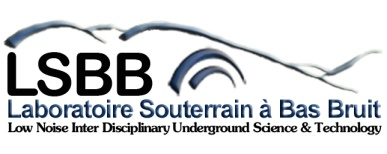 LSBB
Laboratoire Souterrain à Bas Bruit
Low Noise Inter Disciplinary Underground Science & Technology